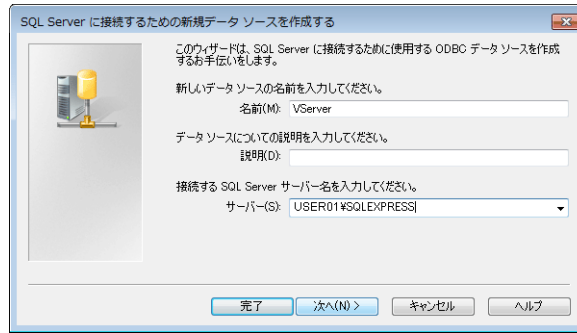 SQL Server に接続するための新規データ ソースを作成する
このウィザードは、SQL Server に接続するために使用する ODBC データ ソースを作成
するお手伝いをします。
新しいデータ ソースの名前を入力してください。
名前(M): VServer
データ ソースについての説明を入力してください。
説明(D):
接続する SQL Server サーバー名を入力してください。
サーバー(S): USER01¥SQLEXPRESS
完了 次へ(N) > キャンセル ヘルプ